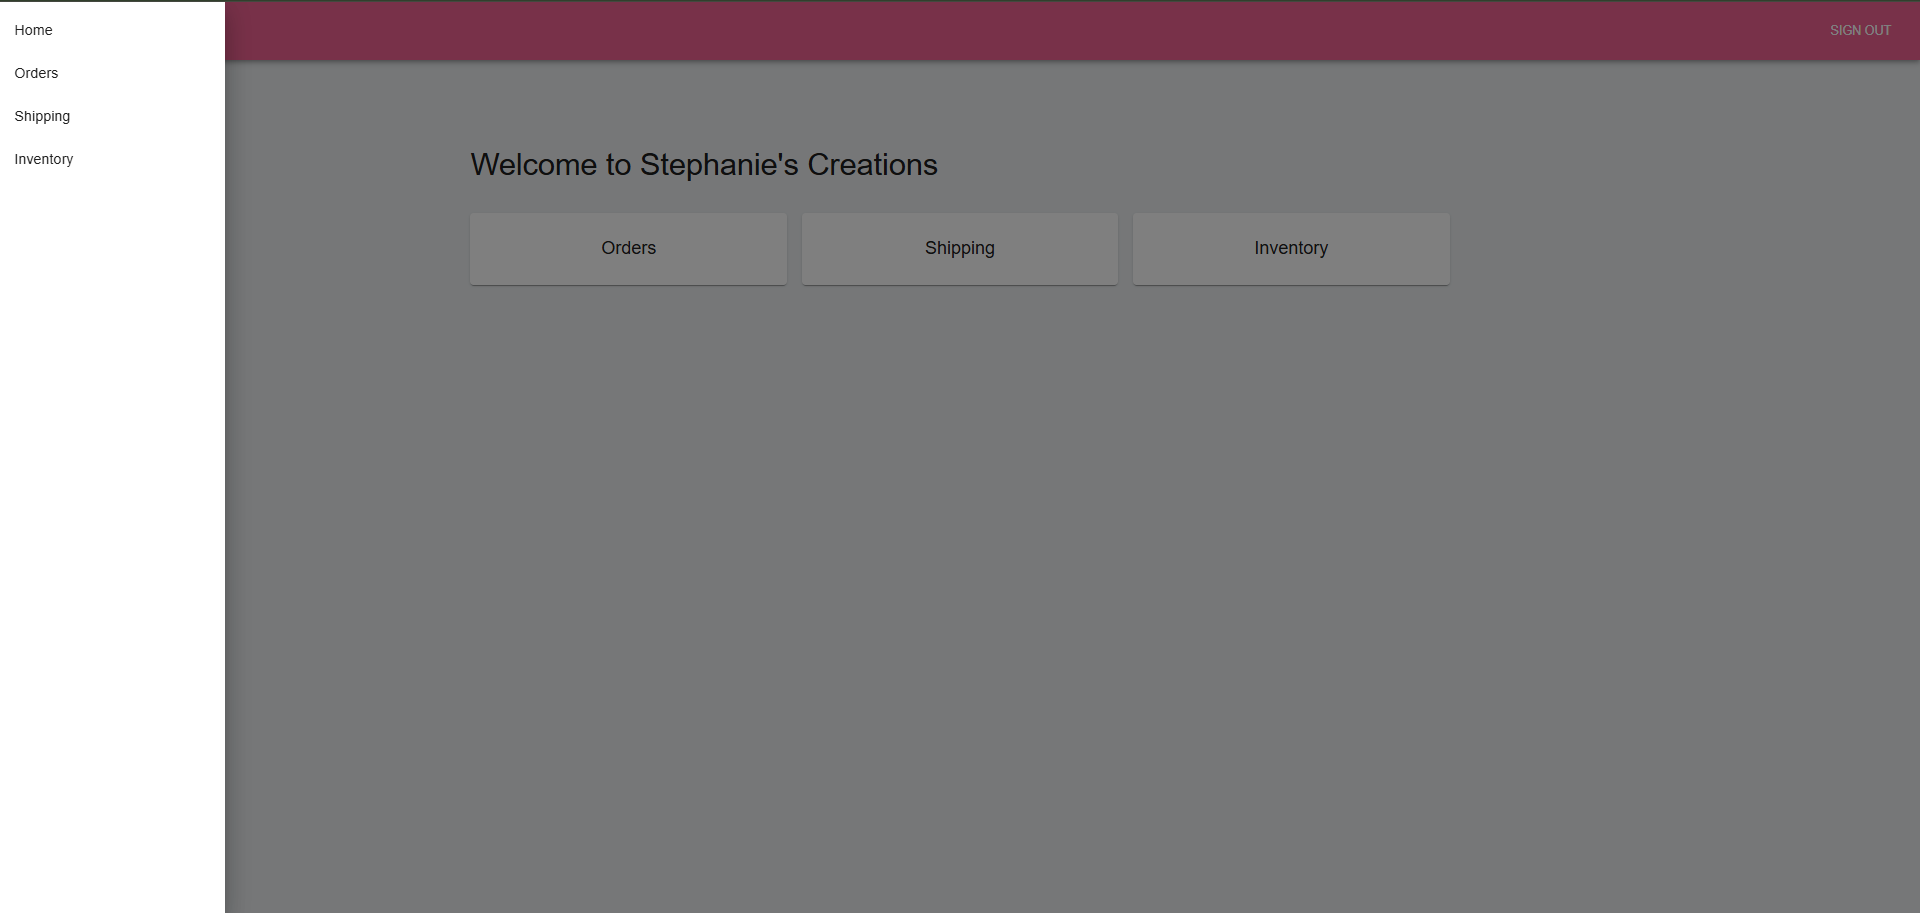 Home
Orders
Shipping
Inventory
SIGN OUT
Welcome to Stephanie's Creations
Orders
Shipping
Inventory